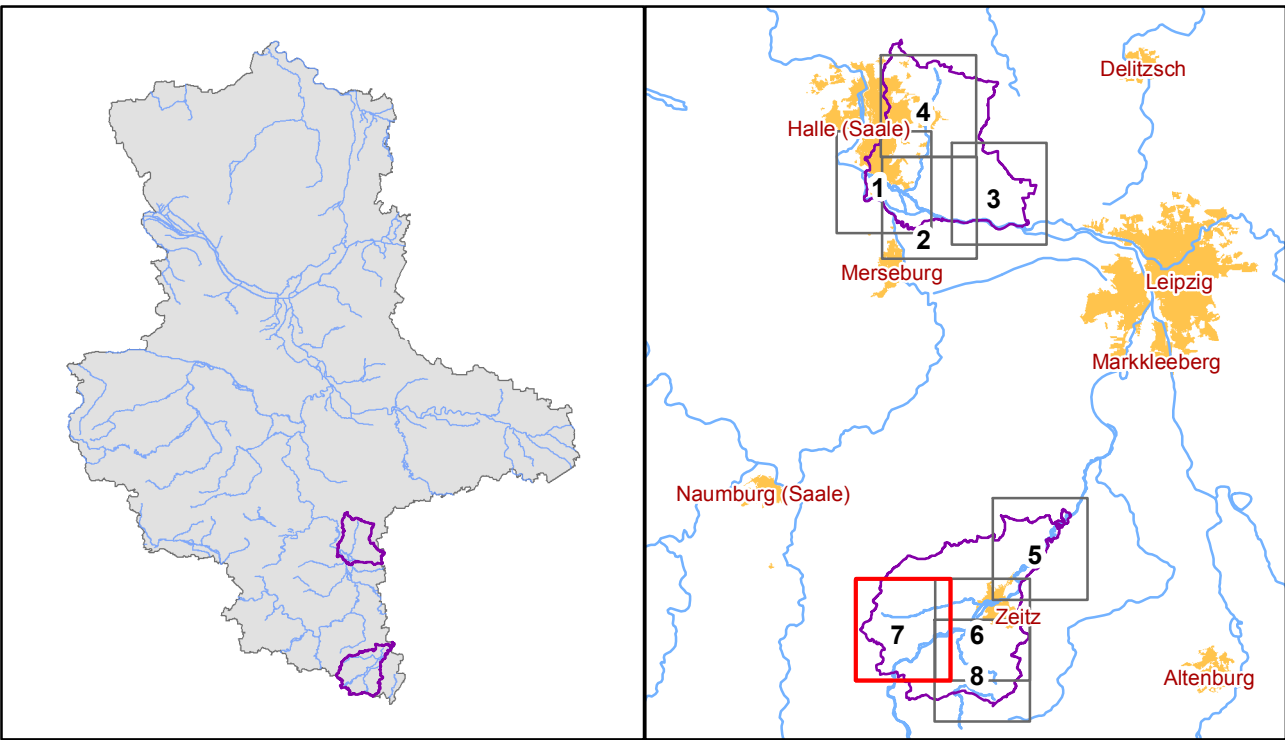 Delitzsch
4
Halle (Saale)
1
3
2
Merseburg
Leipzig
Markkleeberg
Naumburg (Saale)
5
Zeitz
7
6
8
Altenburg